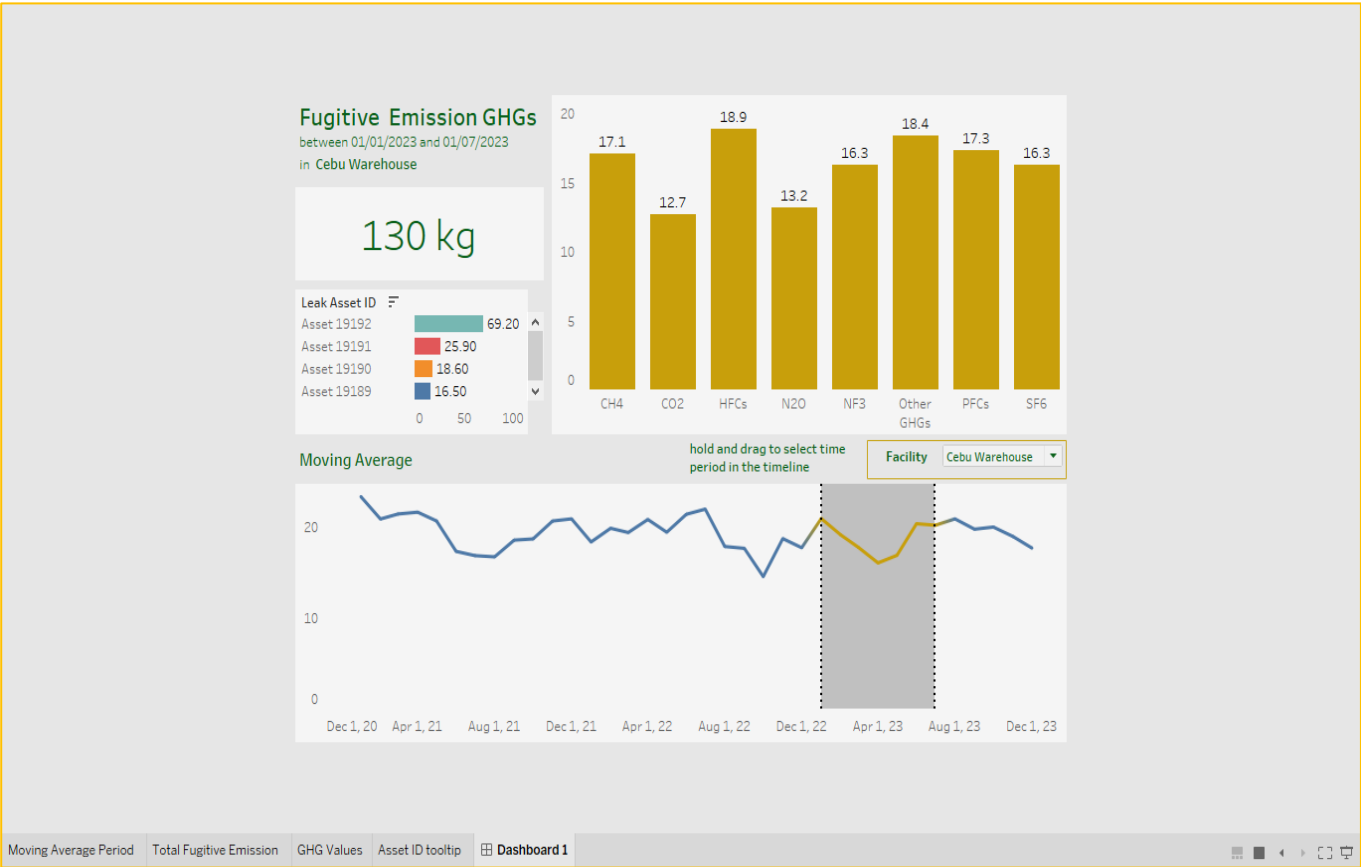 Fugitive Emission GHGs
between 01/01/2023 and 01/07/2023
in Cebu Warehouse
130 kg
Leak Asset ID
Asset 19192 69.20
Asset 19191 25.90
Asset 19190 18.60
Asset 19189 16.50
0 50 100
20
15
10
5
0
17.1
12.7
18.9
13.2
16.3
18.4
17.3
16.3
CH4 CO2 HFCs N2O NF3 Other GHGs PFCs SF6
Moving Average
hold and drag to select time
period in the timeline
Facility Cebu Warehouse
20
10
0
Dec 1, 20 Apr 1, 21 Aug 1, 21 Dec 1, 21 Apr 1, 22 Aug 1, 22 Dec 1, 22 Apr 1, 23 Aug 1, 23 Dec 1, 23
Moving Average Period Total Fugitive Emission GHG Values Asset ID tooltip Dashboard 1